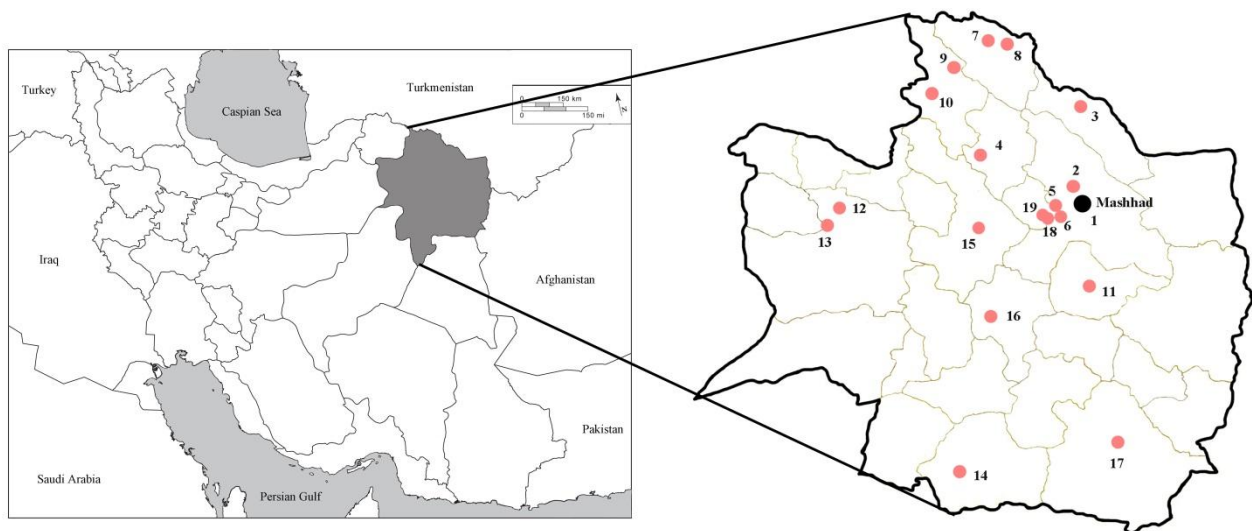 Turkey
Caspian Sea
Turkmenistan
0 150 km
0 150 mi
N
Iraq
Afghanistan
Pakistan
Saudi Arabia
Persian Gulf
7
8
9
10
3
4
2
5
Mashhad
19
12
18
6
1
13
15
11
16
17
14